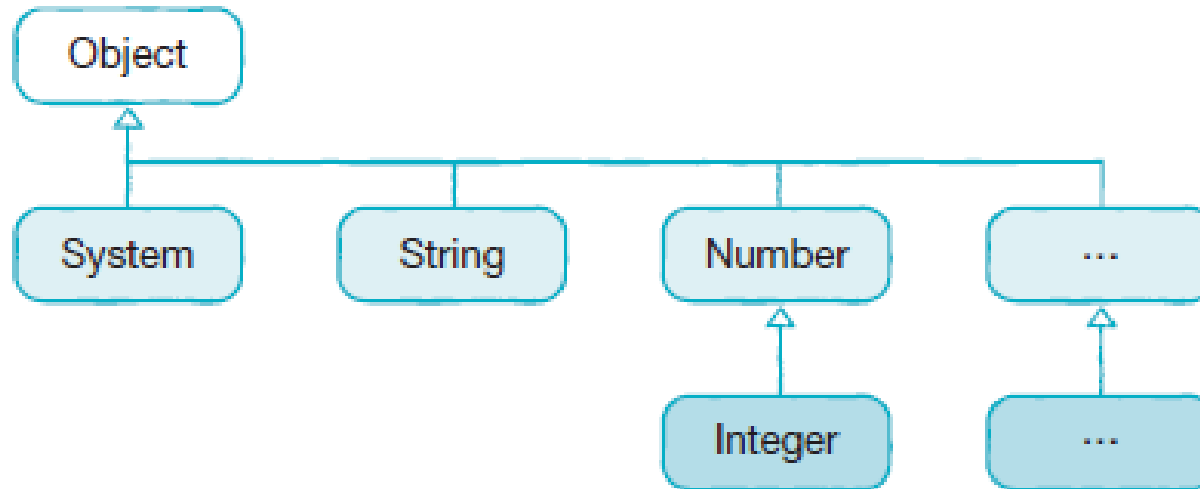 Object
System
String
Number
...
Integer
...